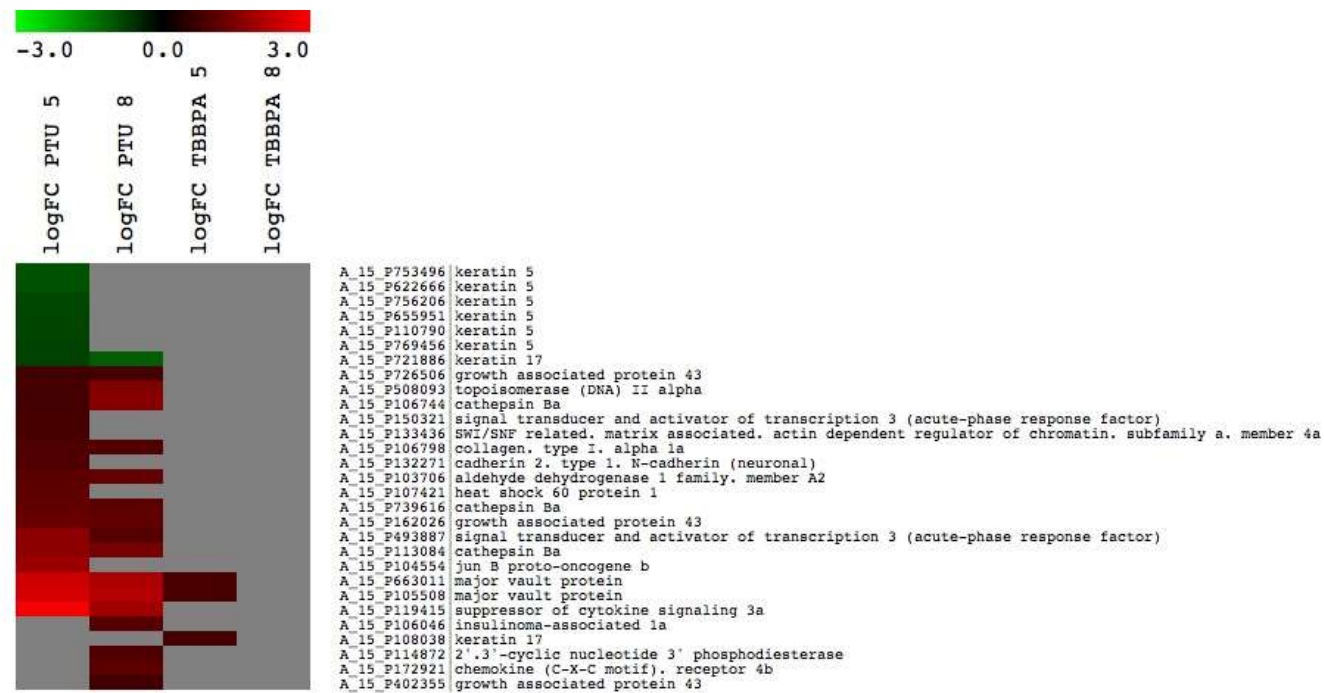 -3.0 0.0 3.0
logFC PTU 5
logFC PTU 8
logFC TBBPA 5
logFC TBBPA 8
A_15_P753496 keratin 5
A_15_P622666 keratin 5
A_15_P756206 keratin 5
A_15_P655951 keratin 5
A_15_P110790 keratin 5
A_15_P769456 keratin 5
A_15_P721886 keratin 17
A_15_P726506 growth associated protein 43
A_15_P508093 topoisomerase (DNA) II alpha
A_15_P106744 cathepsin Ba
A_15_P150321 signal transducer and activator of transcription 3 (acute-phase response factor)
A_15_P133436 SWI/SNF related. matrix associated. actin dependent regulator of chromatin. subfamily a. member 4a
A_15_P106798 collagen. type I. alpha 1a
A_15_P132271 cadherin 2. type 1. N-cadherin (neuronal)
A_15_P103706 aldehyde dehydrogenase 1 family. member A2
A_15_P107421 heat shock 60 protein 1
A_15_P739616 cathepsin Ba
A_15_P162026 growth associated protein 43
A_15_P493887 signal transducer and activator of transcription 3 (acute-phase response factor)
A_15_P113084 cathepsin Ba
A_15_P104554 jun B proto-oncogene b
A_15_P663011 major vault protein
A_15_P105508 major vault protein
A_15_P119415 suppressor of cytokine signaling 3a
A_15_P106046 insulinoma-associated 1a
A_15_P108038 keratin 17
A_15_P114872 2'.3'-cyclic nucleotide 3' phosphodiesterase
A_15_P172921 chemokine (C-X-C motif). receptor 4b
A_15_P402355 growth associated protein 43